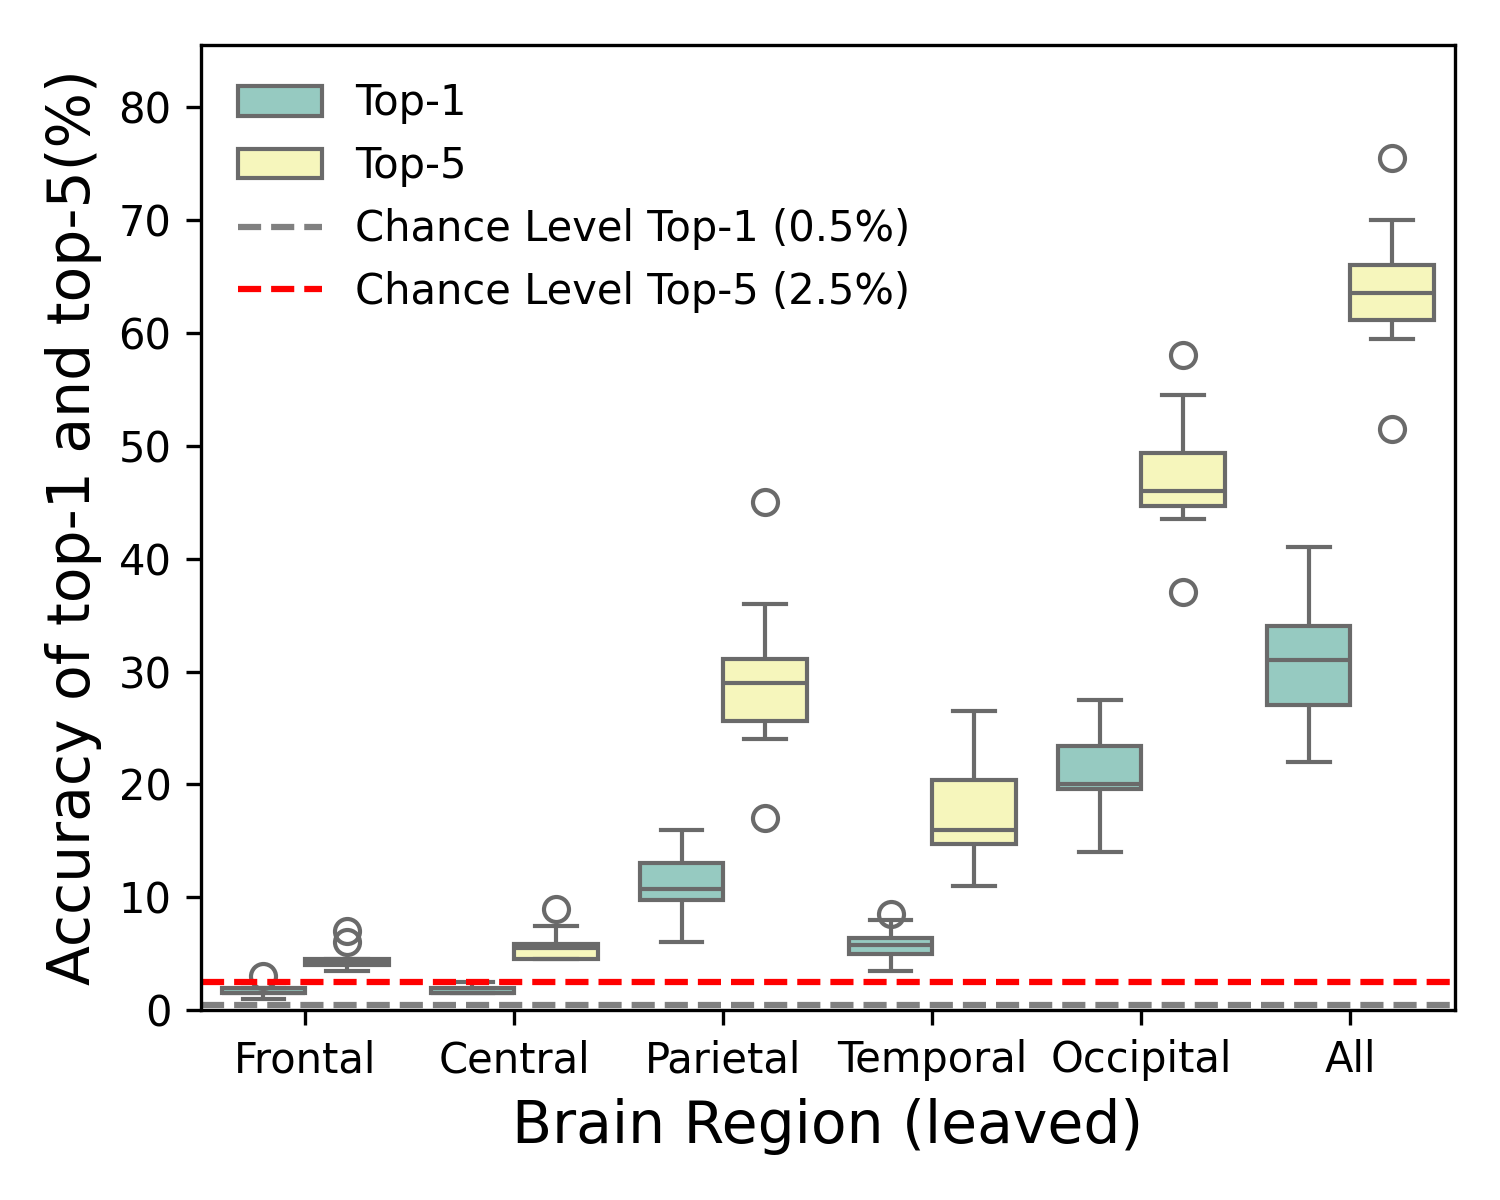 Accuracy of top-1 and top-5(%)
80
70
60
50
40
30
20
10
0
Top-1
Top-5
Chance Level Top-1 (0.5%)
Chance Level Top-5 (2.5%)
Frontal Central Parietal Temporal Occipital All
Brain Region (leaved)